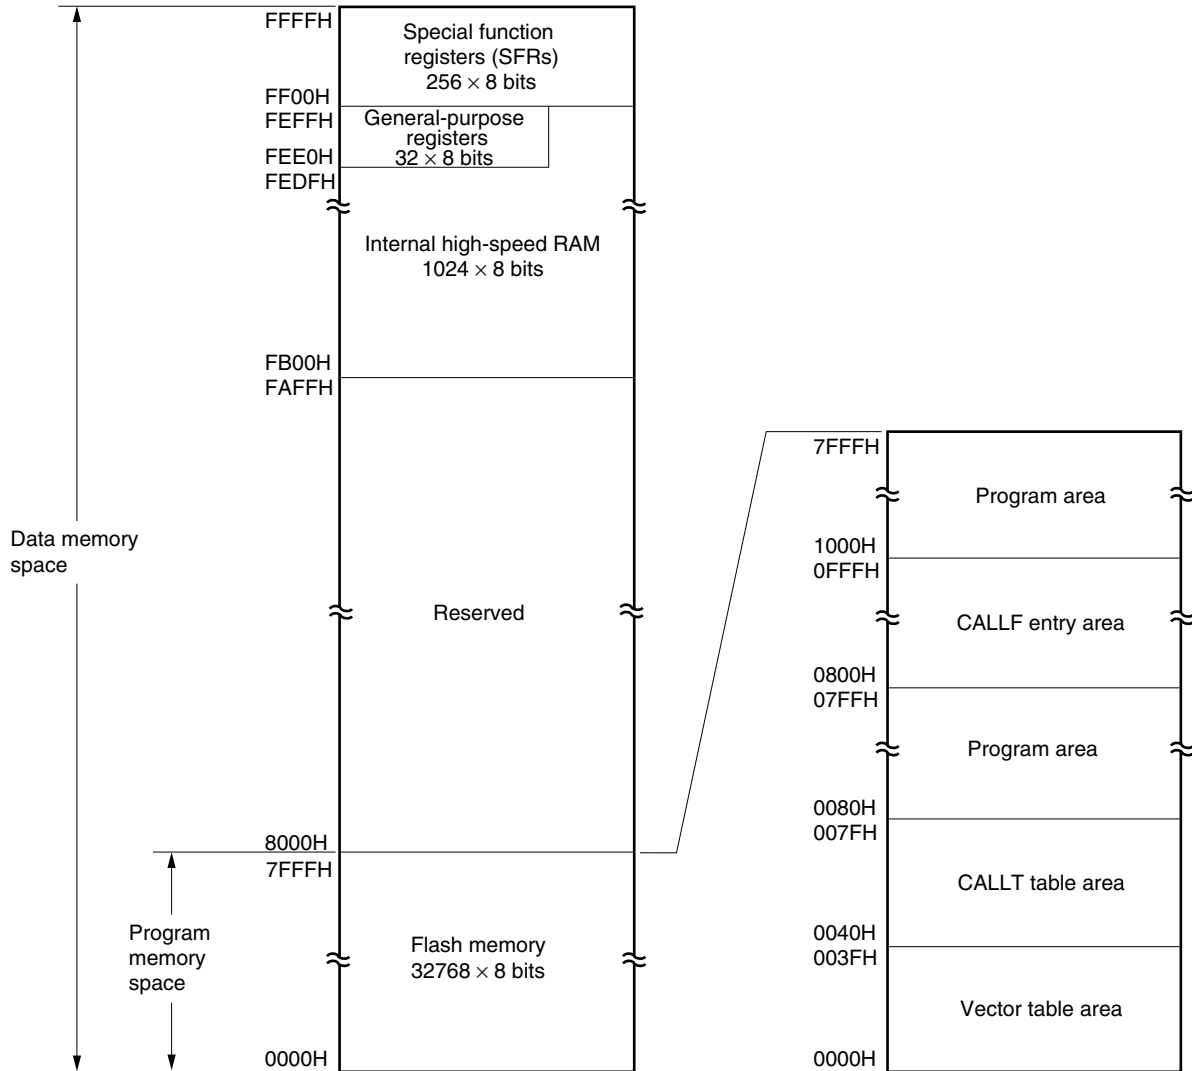 FFFFH
Special function
registers (SFRs)
256 × 8 bits
FF00H
FEFFH
General-purpose
registers
32 × 8 bits
FEE0H
FEDFH
Internal high-speed RAM
1024 × 8 bits
FB00H
FAFFH
Data memory
space
Reserved
8000H
7FFFH
Program
memory
space
Flash memory
32768 × 8 bits
0000H
7FFFH
Program area
1000H
0FFFH
CALLF entry area
0800H
07FFH
Program area
0080H
007FH
CALLT table area
0040H
003FH
Vector table area
0000H